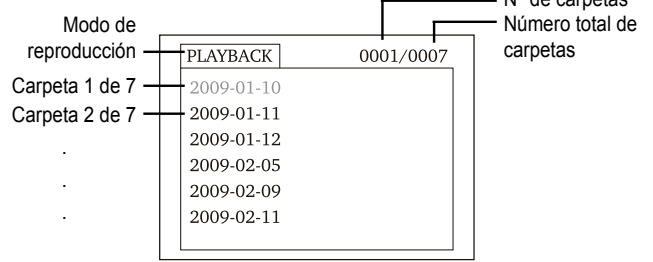 Nº de carpetas
Modo de
reproducción
Número total de
carpetas
PLAYBACK
0001/0007
Carpeta 1 de 7
2009-01-10
Carpeta 2 de 7
2009-01-11
2009-01-12
2009-02-05
2009-02-09
2009-02-11